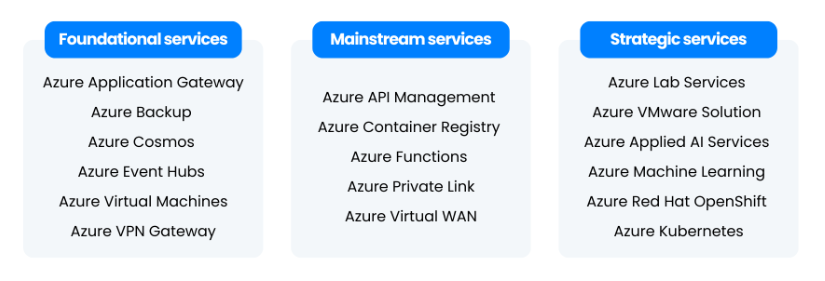 Foundational services
Azure Application Gateway
Azure Backup
Azure Cosmos
Azure Event Hubs
Azure Virtual Machines
Azure VPN Gateway
Mainstream services
Azure API Management
Azure Container Registry
Azure Functions
Azure Private Link
Azure Virtual WAN
Strategic services
Azure Lab Services
Azure VMware Solution
Azure Applied AI Services
Azure Machine Learning
Azure Red Hat OpenShift
Azure Kubernetes